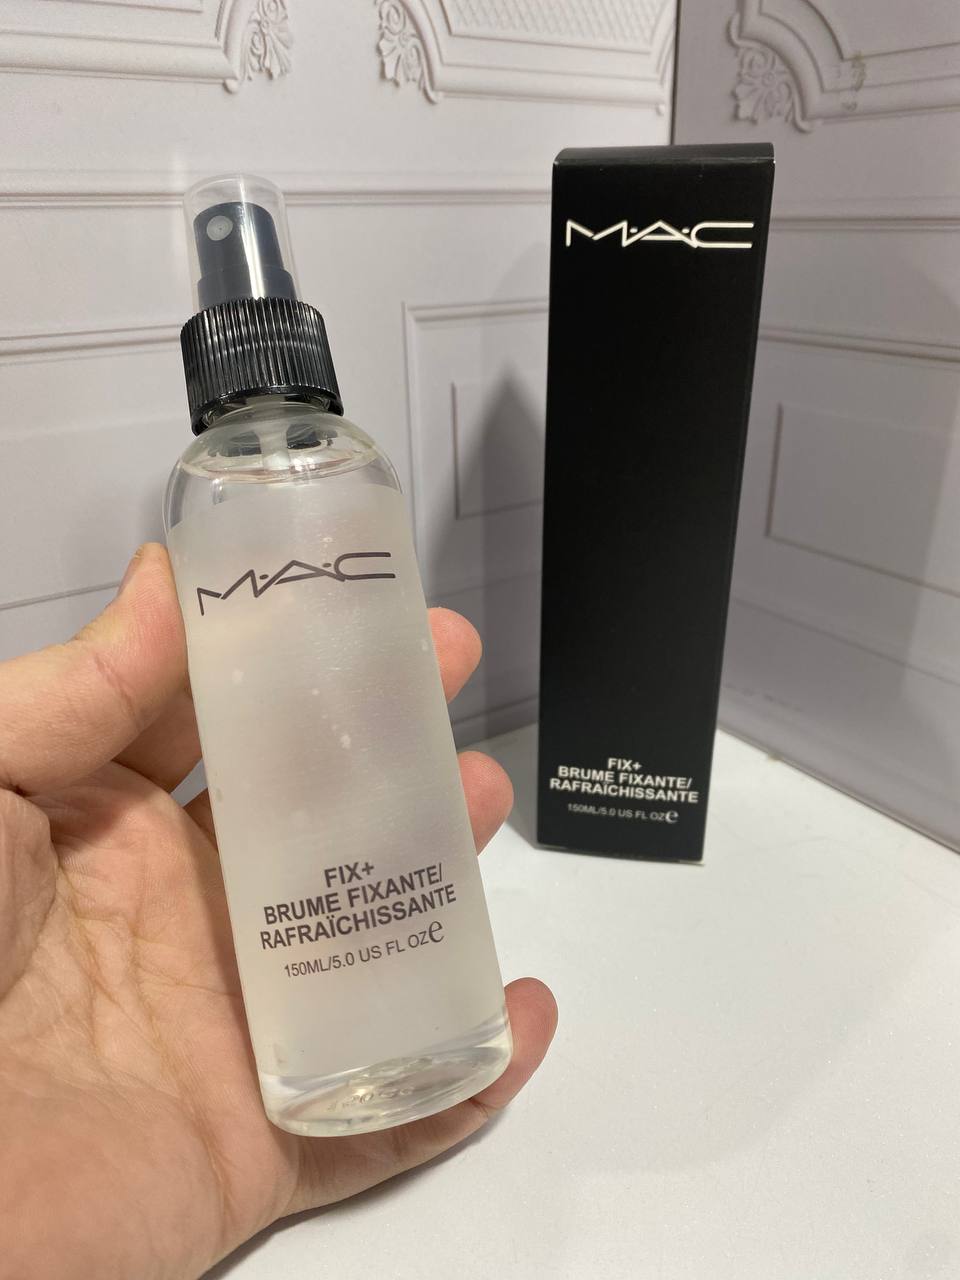 M·A·C
FIX+
BRUME FIXANTE/
RAFRAÏCHISSANTE
150ML/5.0 US FL OZ℮
M·A·C
FIX+
BRUME FIXANTE/
RAFRAÎCHISSANTE
150ML/5.0 US FL OZ℮